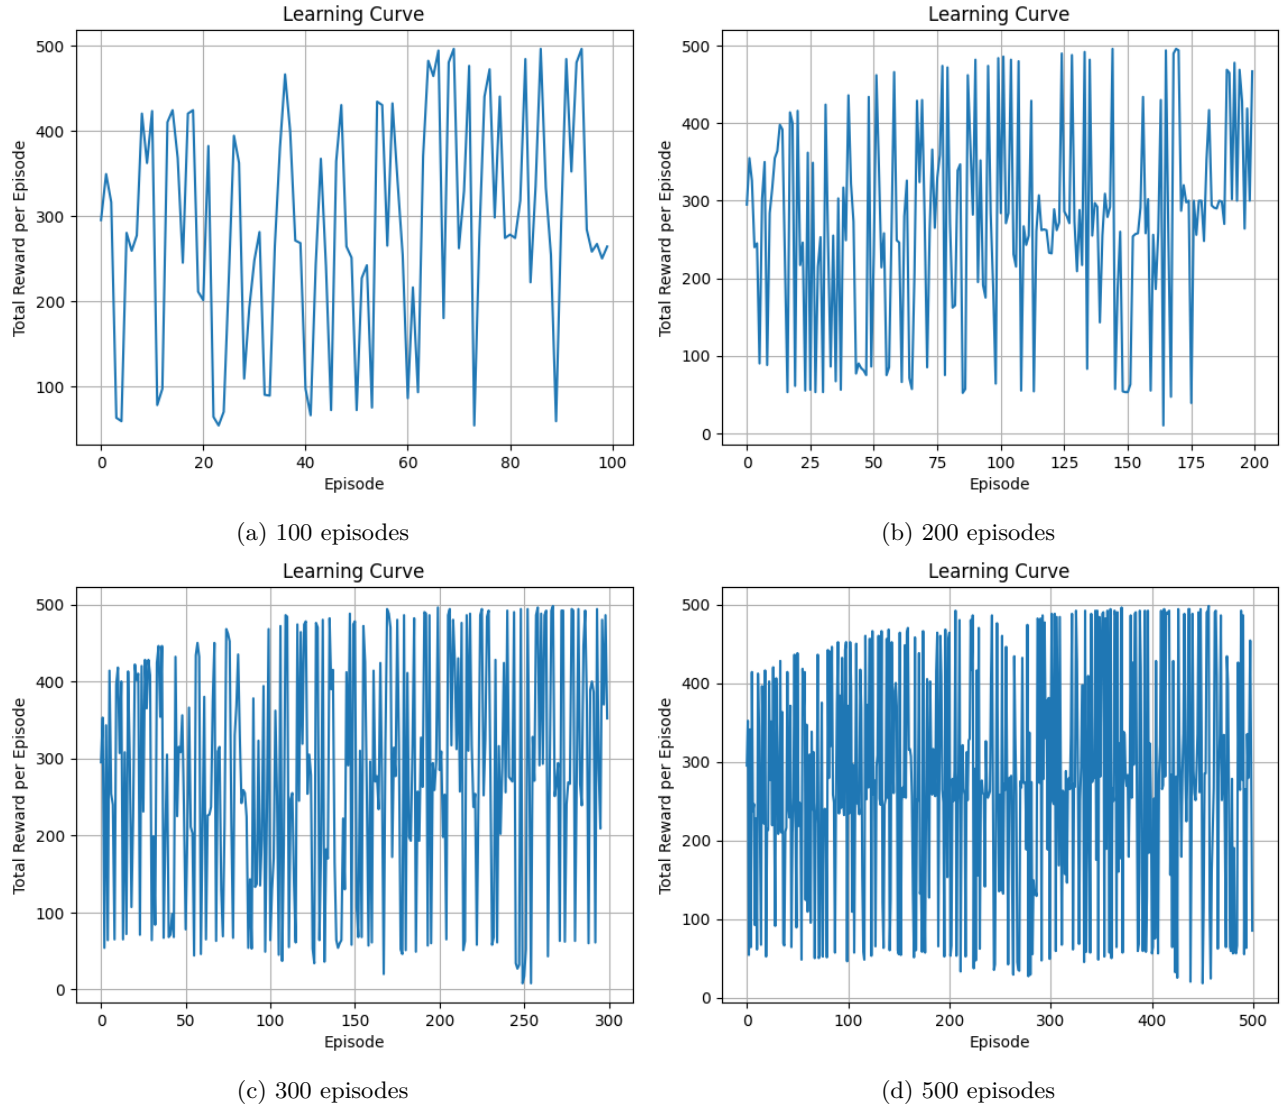 Learning Curve
Total Reward per Episode
500
400
300
200
100
0 20 40 60 80 100
Episode
(a) 100 episodes
Learning Curve
Total Reward per Episode
500
400
300
200
100
0
0 25 50 75 100 125 150 175 200
Episode
(b) 200 episodes
Learning Curve
Total Reward per Episode
500
400
300
200
100
0
0 50 100 150 200 250 300
Episode
(c) 300 episodes
Learning Curve
Total Reward per Episode
500
400
300
200
100
0
0 100 200 300 400 500
Episode
(d) 500 episodes